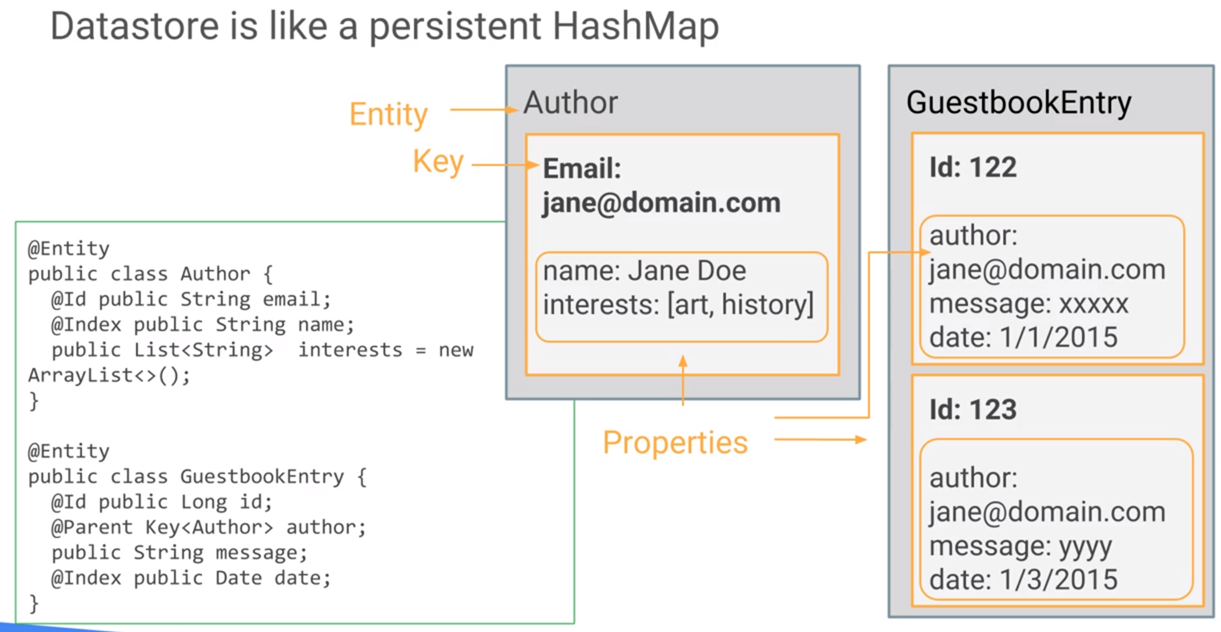 Datastore is like a persistent HashMap
Entity
Key
Author
Email:
jane@domain.com
name: Jane Doe
interests: [art, history]
Properties
GuestbookEntry
Id: 122
author:
jane@domain.com
message: xxxxx
date: 1/1/2015
Id: 123
author:
jane@domain.com
message: yyyy
date: 1/3/2015
@Entity
public class Author {
@Id public String email;
@Index public String name;
public List<String>  interests = new
ArrayList<>();
}
@Entity
public class GuestbookEntry {
@Id public Long id;
@Parent Key<Author> author;
public String message;
@Index public Date date;
}